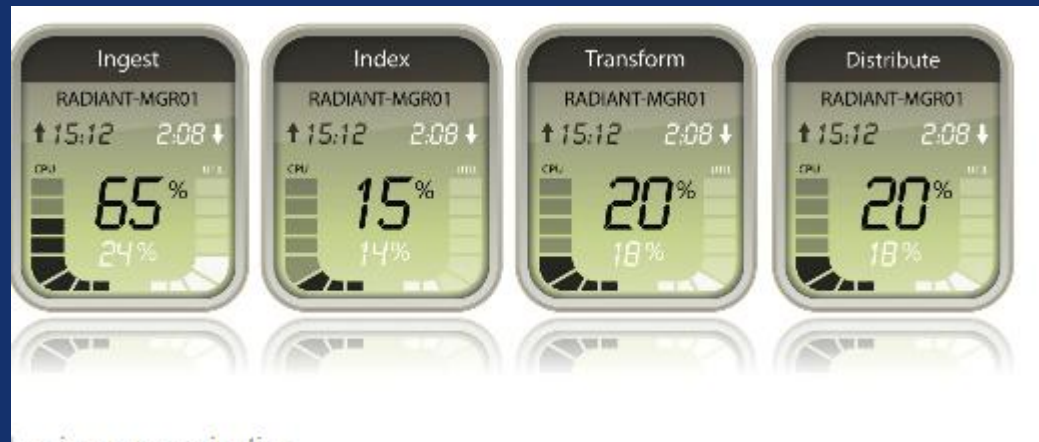 Ingest
RADIANT-MGR01
15:12 2:08
CPU
65%
24%
Index
RADIANT-MGR01
15:12 2:08
CPU
15%
14%
Transform
RADIANT-MGR01
15:12 2:08
CPU
20%
18%
Distribute
RADIANT-MGR01
15:12 2:08
CPU
20%
18%